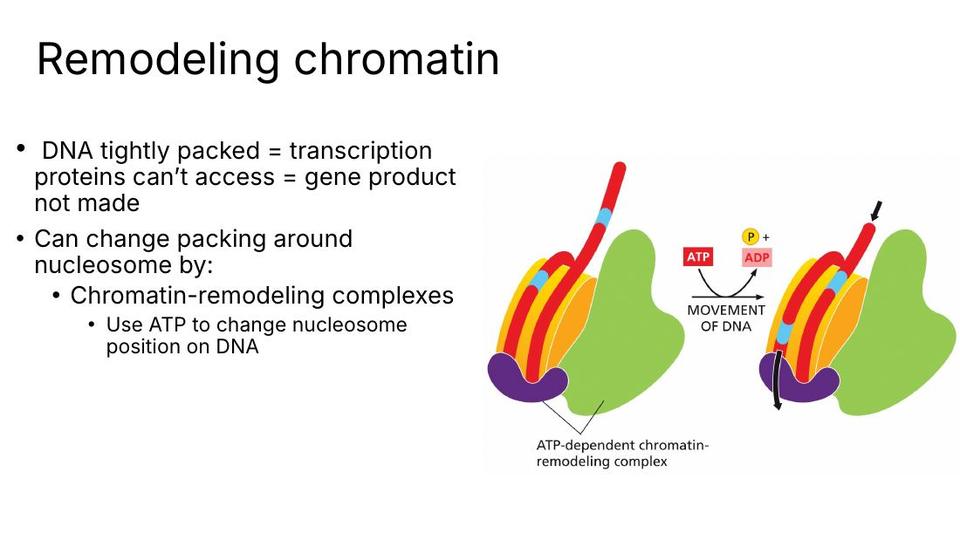 Remodeling chromatin
• DNA tightly packed = transcription
proteins can’t access = gene product
not made
• Can change packing around
nucleosome by:
• Chromatin-remodeling complexes
• Use ATP to change nucleosome
position on DNA
P +
ATP
ADP
MOVEMENT
OF DNA
ATP-dependent chromatin-
remodeling complex